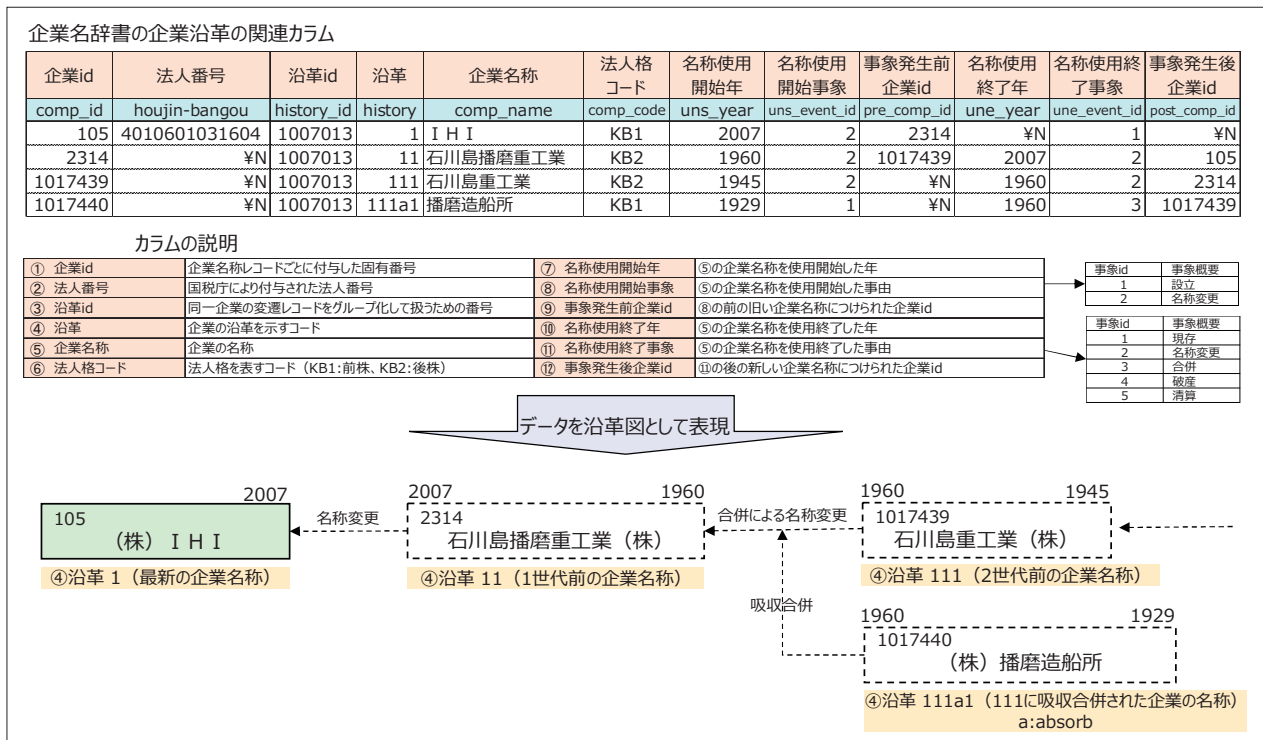 企業名辞書の企業沿革の関連カラム
企業id 法人番号 沿革id 沿革 企業名称 法人格コード 名称使用開始年 名称使用開始事象 事象発生前企業id 名称使用終了年 名称使用終了事象 事象発生後企業id
comp_id houjin-bangou history_id history comp_name comp_code uns_year uns_event_id pre_comp_id une_year une_event_id post_comp_id
105 4010601031604 1007013 1 ＩＨＩ KB1 2007 2 2314 ¥N 1 ¥N
2314 ¥N 1007013 11 石川島播磨重工業 KB2 1960 2 1017439 2007 2 105
1017439 ¥N 1007013 111 石川島重工業 KB2 1945 2 ¥N 1960 2 2314
1017440 ¥N 1007013 111a1 播磨造船所 KB1 1929 1 ¥N 1960 3 1017439
カラムの説明
① 企業id 企業名称レコードごとに付与した固有番号 ⑦ 名称使用開始年 ⑤の企業名称を使用開始した年
② 法人番号 国税庁により付与された法人番号 ⑧ 名称使用開始事象 ⑤の企業名称を使用開始した事由
③ 沿革id 同一企業の変遷レコードをグループ化して扱うための番号 ⑨ 事象発生前企業id ⑧の前の旧い企業名称につけられた企業id
④ 沿革 企業の沿革を示すコード ⑩ 名称使用終了年 ⑤の企業名称を使用終了した年
⑤ 企業名称 企業の名称 ⑪ 名称使用終了事象 ⑤の企業名称を使用終了した事由
⑥ 法人格コード 法人格を表すコード（KB1:前株、KB2:後株） ⑫ 事象発生後企業id ⑪の後の新しい企業名称につけられた企業id
事象id 事象概要
1 設立
2 名称変更
事象id 事象概要
1 現存
2 名称変更
3 合併
4 破産
5 清算
データを沿革図として表現
2007
105
（株）ＩＨＩ
④沿革 1（最新の企業名称）
名称変更
2007 1960
2314
石川島播磨重工業（株）
④沿革 11（1世代前の企業名称）
合併による名称変更
吸収合併
1960 1945
1017439
石川島重工業（株）
④沿革 111（2世代前の企業名称）
1960 1929
1017440
（株）播磨造船所
④沿革 111a1（111に吸収合併された企業の名称）
a:absorb